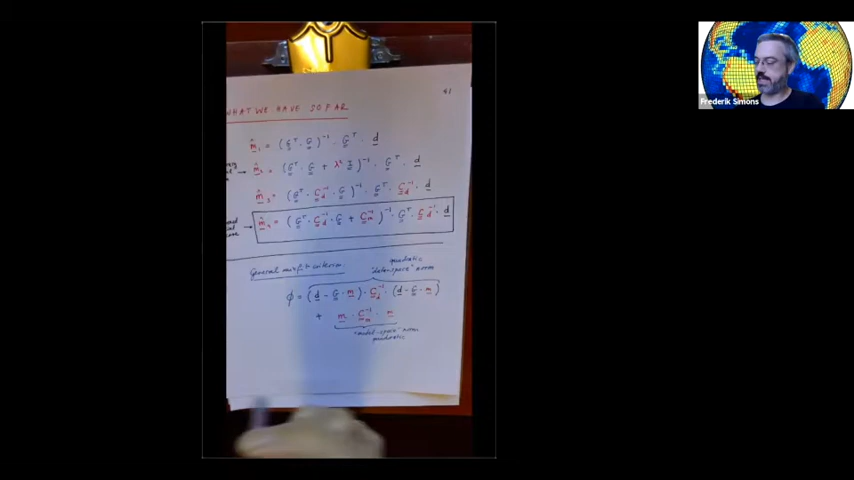 WHAT WE HAVE SO FAR
m̂₁ = (Gᵀ · G)⁻¹ · Gᵀ · d
m̂₂ = (Gᵀ · G + λ² I)⁻¹ · Gᵀ · d
m̂₃ = (Gᵀ · C_d⁻¹ · G)⁻¹ · Gᵀ · C_d⁻¹ · d
m̂₄ = (Gᵀ · C_d⁻¹ · G + C_m⁻¹)⁻¹ · Gᵀ · C_d⁻¹ · d
General misfit criterion
quadratic
"data-space" norm
ϕ = (d - G · m) · C_d⁻¹ · (d - G · m)
+ m · C_m⁻¹ · m
"model-space" norm
quadratic
Frederik Simons